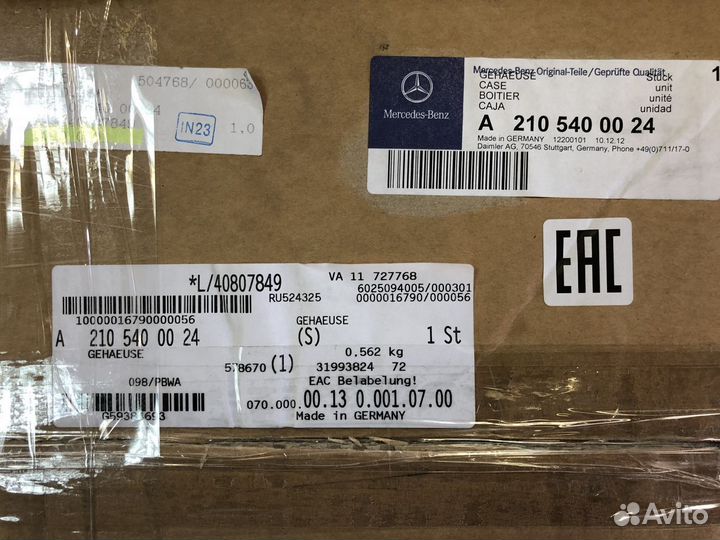 504768/ 000063
IN23
1.0
Mercedes-Benz
Mercedes-Benz Original-Teile/Geprüfte Qualität
GEHAEUSE Stück
CASE unit
BOITIER unité
CAJA unidad
A 210 540 00 24
Made in GERMANY 12200101 10.12.12
Daimler AG, 70546 Stuttgart, Germany, Phone +49(0)711/17-0
EAC
*L/40807849
VA 11 727768
6025094005/000301
RU524325 0000016790/000056
10000016790000056
GEHAEUSE
A 210 540 00 24 (S) 1 St
GEHAEUSE
0.562 kg
578670 (1) 31993824 72
098/PBWA
EAC Belabelung!
070.000.00.13 0.001.07.00
Made in GERMANY
Avito